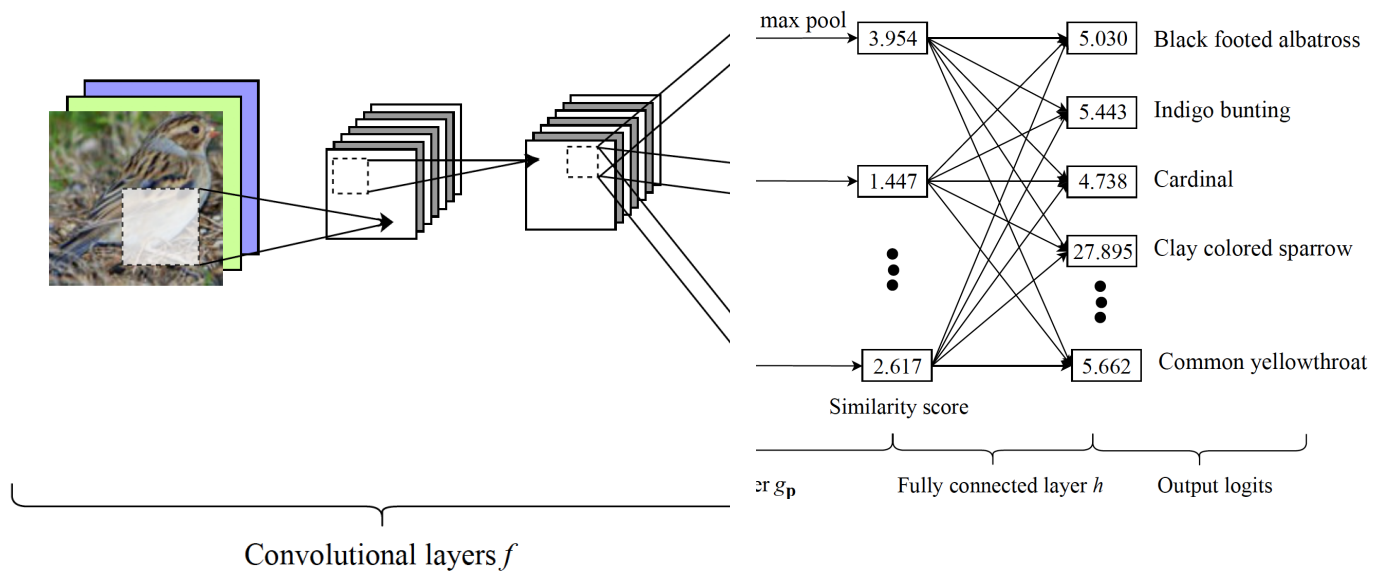 max pool
3.954
5.030
Black footed albatross
5.443
Indigo bunting
1.447
4.738
Cardinal
27.895
Clay colored sparrow
2.617
5.662
Common yellowthroat
Similarity score
er g_p
Fully connected layer h
Output logits
Convolutional layers f